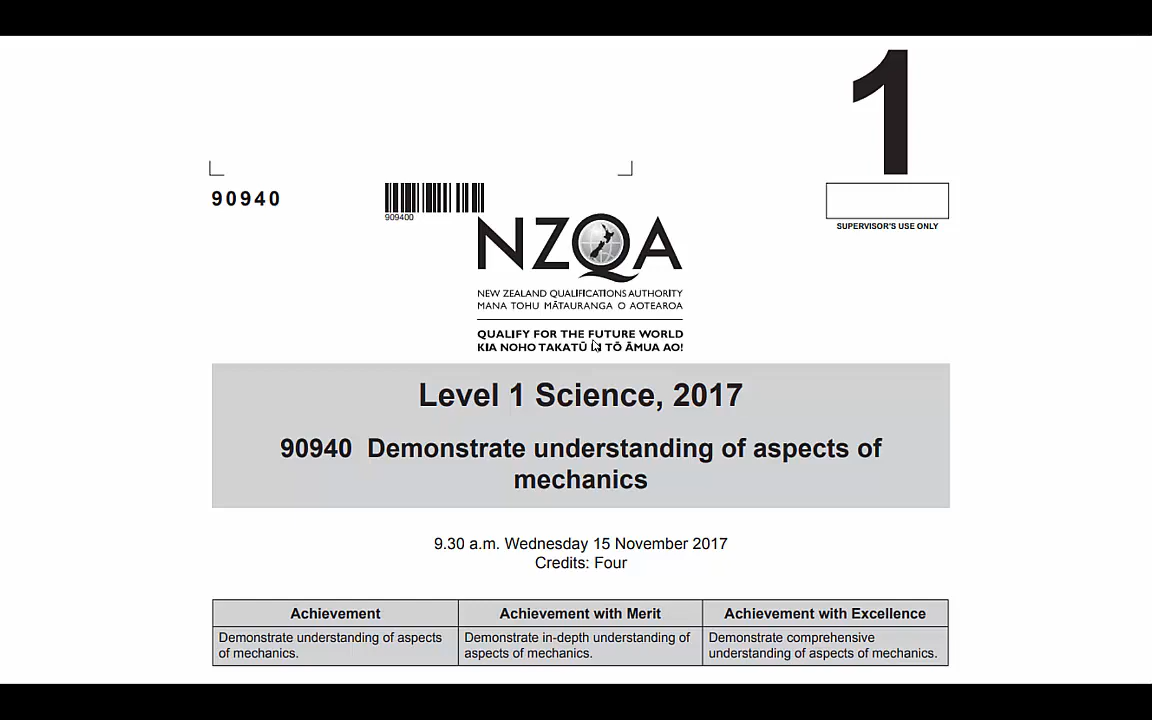 1
90940
909400
SUPERVISOR'S USE ONLY
NZQA
NEW ZEALAND QUALIFICATIONS AUTHORITY
MANA TOHU MĀTAURANGA O AOTEAROA
QUALIFY FOR THE FUTURE WORLD
KIA NOHO TAKATŪ KI TŌ ĀMUA AO!
Level 1 Science, 2017
90940 Demonstrate understanding of aspects of
mechanics
9.30 a.m. Wednesday 15 November 2017
Credits: Four
Achievement
Achievement with Merit
Achievement with Excellence
Demonstrate understanding of aspects
of mechanics.
Demonstrate in-depth understanding of
aspects of mechanics.
Demonstrate comprehensive
understanding of aspects of mechanics.